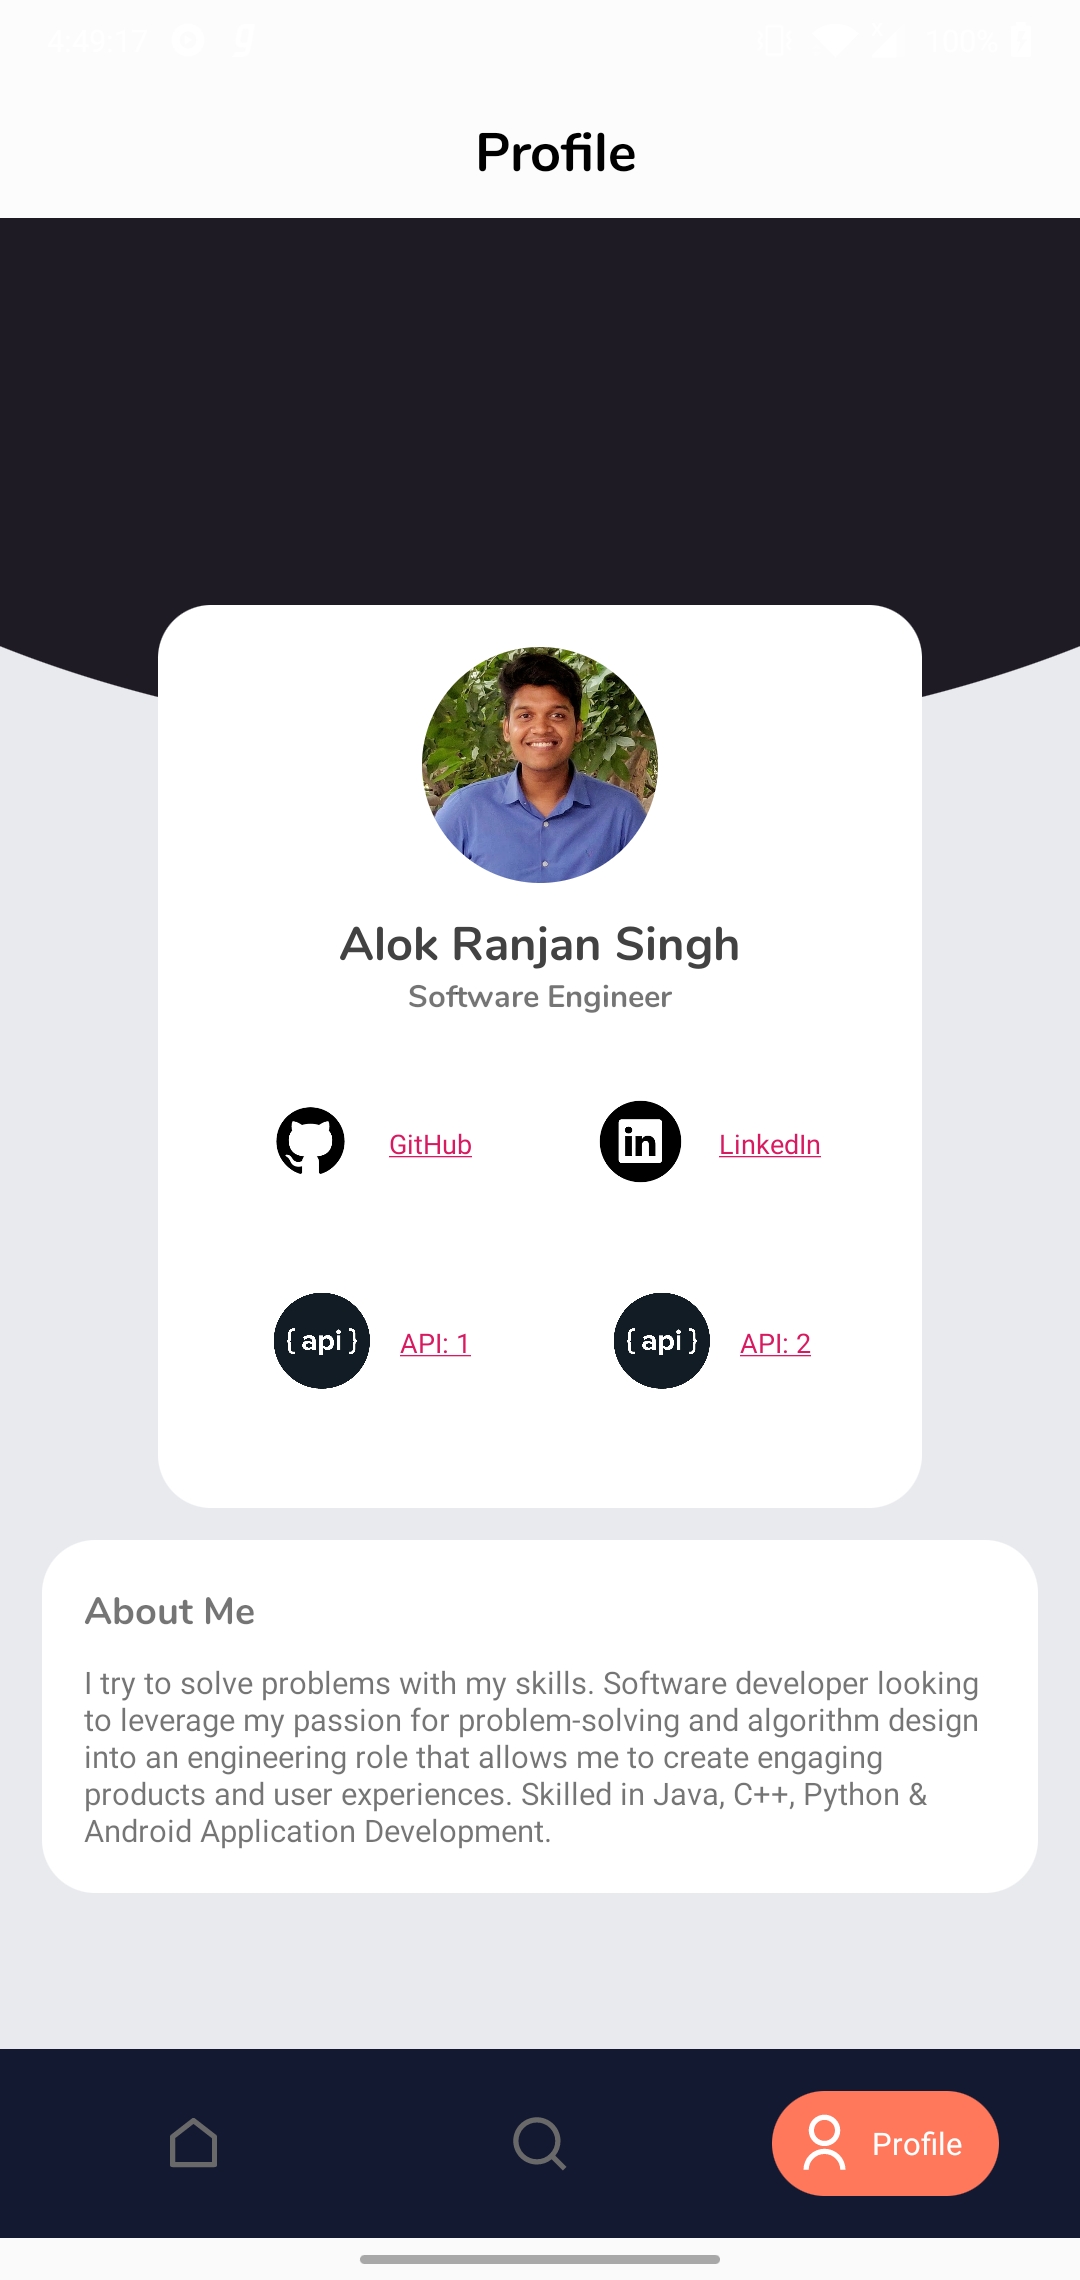 4:49:17 100%
Profile
Alok Ranjan Singh
Software Engineer
GitHub
in LinkedIn
{ api } API: 1
{ api } API: 2
About Me
I try to solve problems with my skills. Software developer looking
to leverage my passion for problem-solving and algorithm design
into an engineering role that allows me to create engaging
products and user experiences. Skilled in Java, C++, Python &
Android Application Development.
Profile